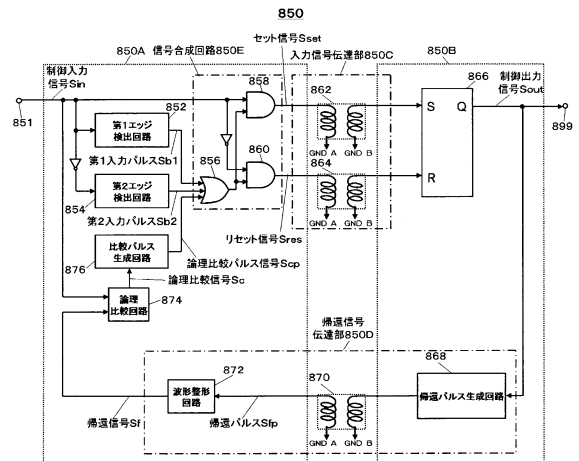 850
850A
信号合成回路850E
セット信号Sset
入力信号伝達部850C
850B
制御入力
信号Sin
858
862
866
制御出力
信号Sout
851
852
第1エッジ
検出回路
第1入力パルスSb1
856
860
S
Q
R
899
GND A
GND B
864
854
第2エッジ
検出回路
第2入力パルスSb2
リセット信号Sres
GND A
GND B
876
比較パルス
生成回路
論理比較パルス信号Scp
論理比較信号Sc
論理
比較回路
874
帰還信号
伝達部850D
872
波形整形
回路
870
868
帰還パルス生成回路
帰還信号Sf
帰還パルスSfp
GND A
GND B